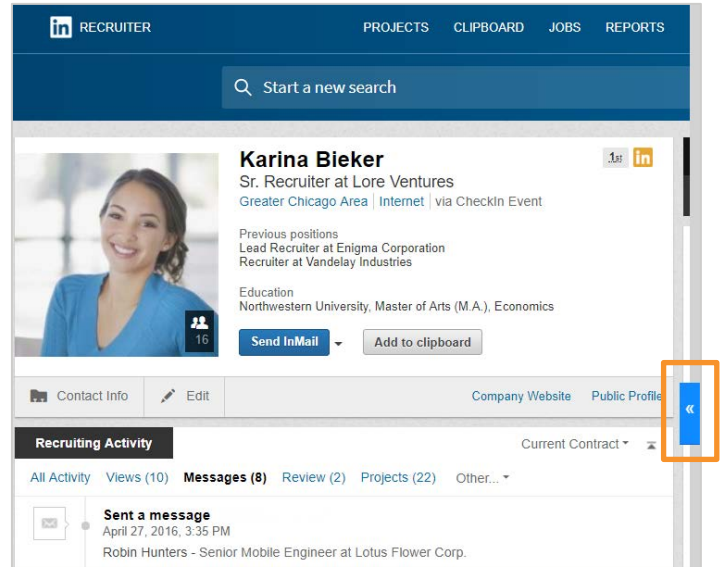 in RECRUITER PROJECTS CLIPBOARD JOBS REPORTS
Start a new search
Karina Bieker 1st in
Sr. Recruiter at Lore Ventures
Greater Chicago Area | Internet | via CheckIn Event
Previous positions
Lead Recruiter at Enigma Corporation
Recruiter at Vandelay Industries
Education
Northwestern University, Master of Arts (M.A.), Economics
16
Send InMail Add to clipboard
Contact Info Edit Company Website Public Profile
«
Recruiting Activity Current Contract
All Activity Views (10) Messages (8) Review (2) Projects (22) Other...
Sent a message
April 27, 2016, 3:35 PM
Robin Hunters - Senior Mobile Engineer at Lotus Flower Corp.